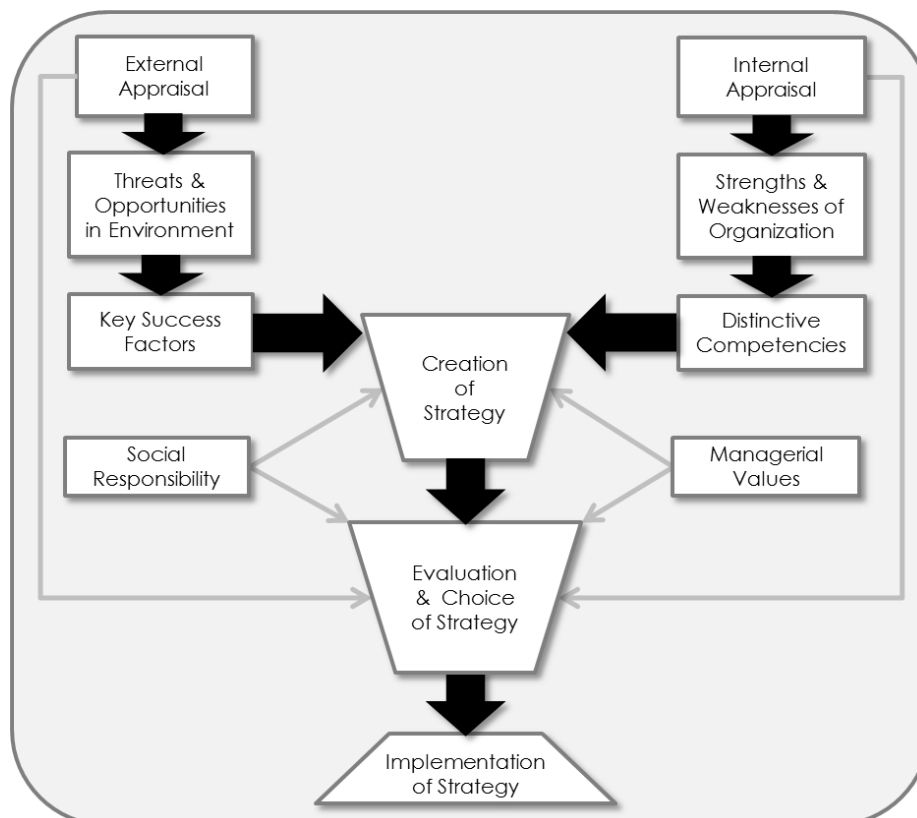 External
Appraisal
Internal
Appraisal
Threats &
Opportunities
in Environment
Strengths &
Weaknesses of
Organization
Key Success
Factors
Distinctive
Competencies
Creation
of
Strategy
Social
Responsibility
Managerial
Values
Evaluation
& Choice
of Strategy
Implementation
of Strategy